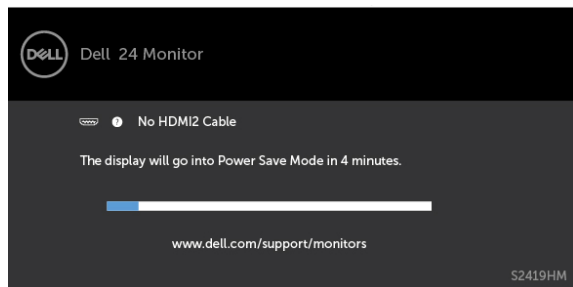 DELL Dell 24 Monitor
? No HDMI2 Cable
The display will go into Power Save Mode in 4 minutes.
www.dell.com/support/monitors
S2419HM